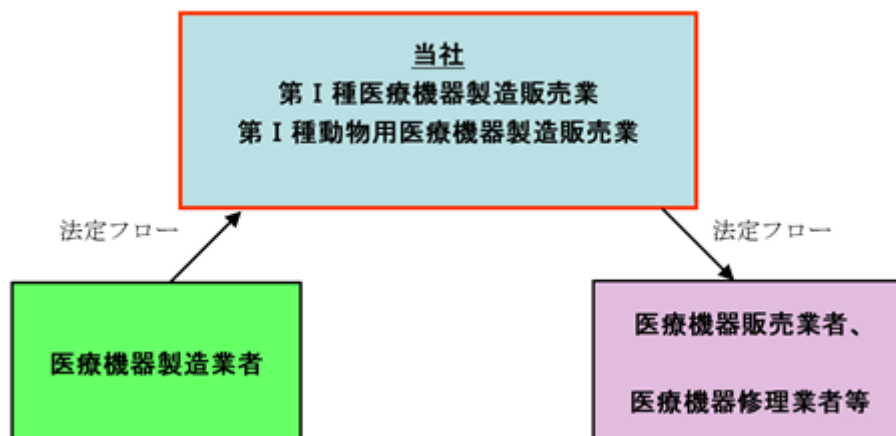 当社
第Ⅰ種医療機器製造販売業
第Ⅰ種動物用医療機器製造販売業
法定フロー
法定フロー
医療機器製造業者
医療機器販売業者、
医療機器修理業者等